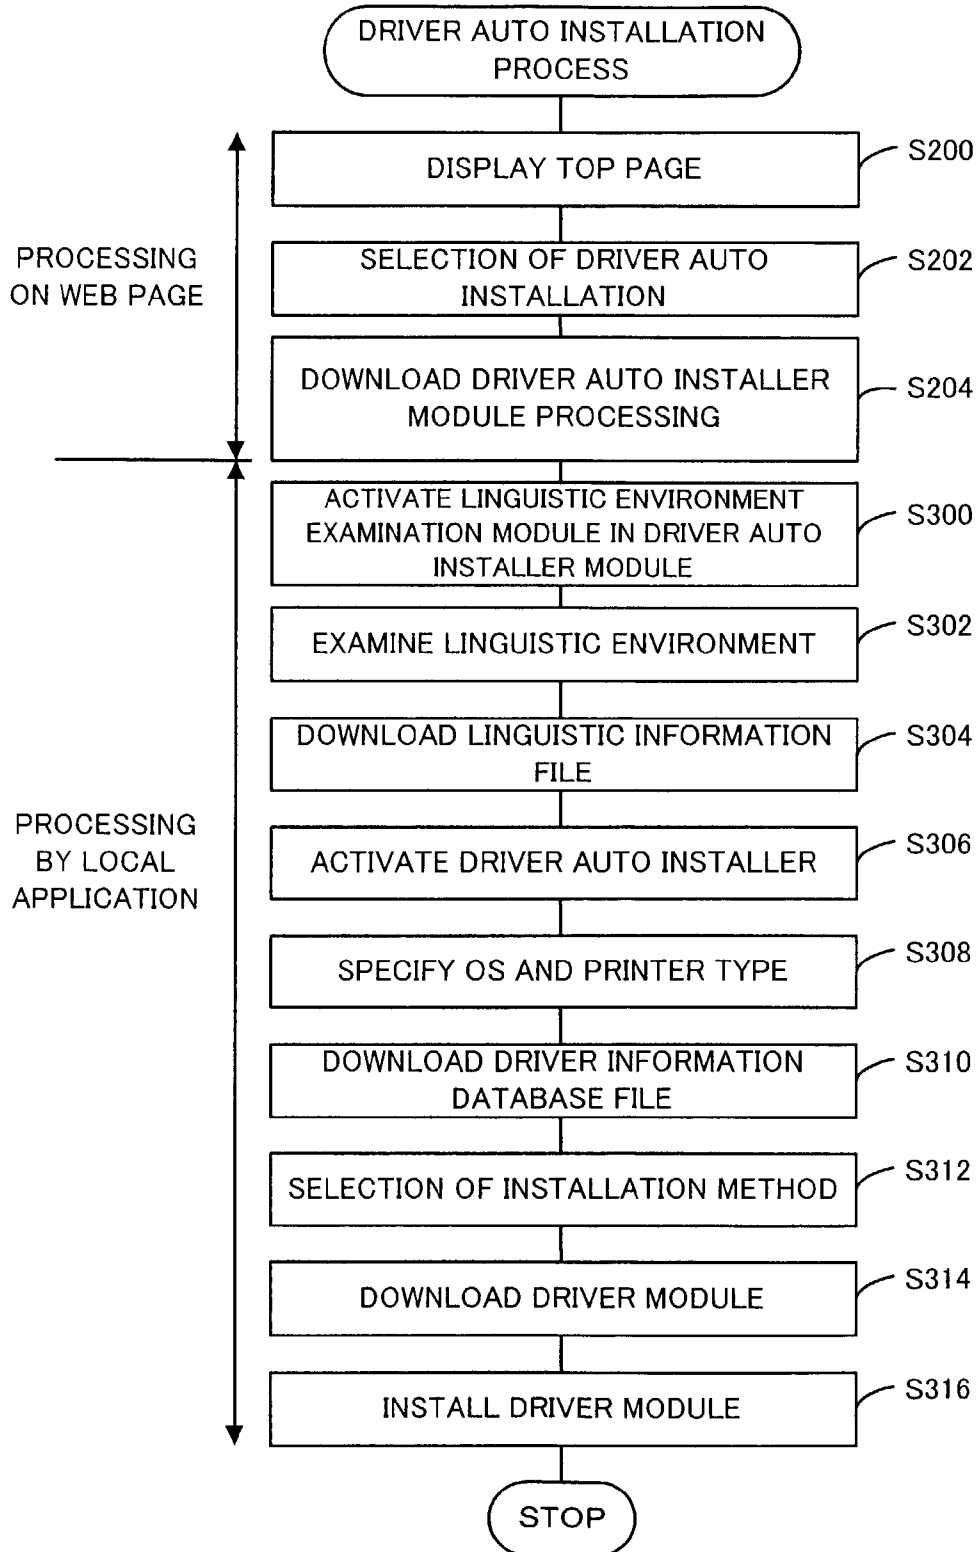 DRIVER AUTO INSTALLATION
PROCESS
DISPLAY TOP PAGE
S200
PROCESSING
ON WEB PAGE
SELECTION OF DRIVER AUTO
INSTALLATION
S202
DOWNLOAD DRIVER AUTO INSTALLER
MODULE PROCESSING
S204
ACTIVATE LINGUISTIC ENVIRONMENT
EXAMINATION MODULE IN DRIVER AUTO
INSTALLER MODULE
S300
EXAMINE LINGUISTIC ENVIRONMENT
S302
DOWNLOAD LINGUISTIC INFORMATION
FILE
S304
PROCESSING
BY LOCAL
APPLICATION
ACTIVATE DRIVER AUTO INSTALLER
S306
SPECIFY OS AND PRINTER TYPE
S308
DOWNLOAD DRIVER INFORMATION
DATABASE FILE
S310
SELECTION OF INSTALLATION METHOD
S312
DOWNLOAD DRIVER MODULE
S314
INSTALL DRIVER MODULE
S316
STOP